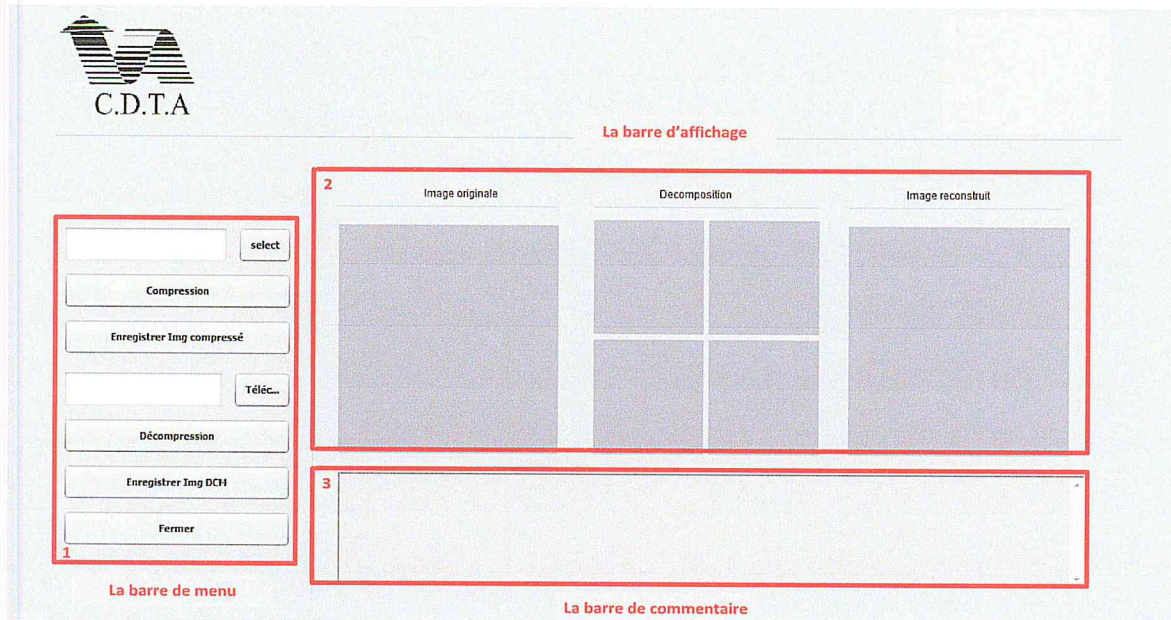 C.D.T.A
La barre d'affichage
2
Image originale
Decomposition
Image reconstruit
select
Compression
Enregistrer Img compressé
Téléc...
Décompression
Enregistrer Img DCM
Fermer
1
La barre de menu
3
La barre de commentaire